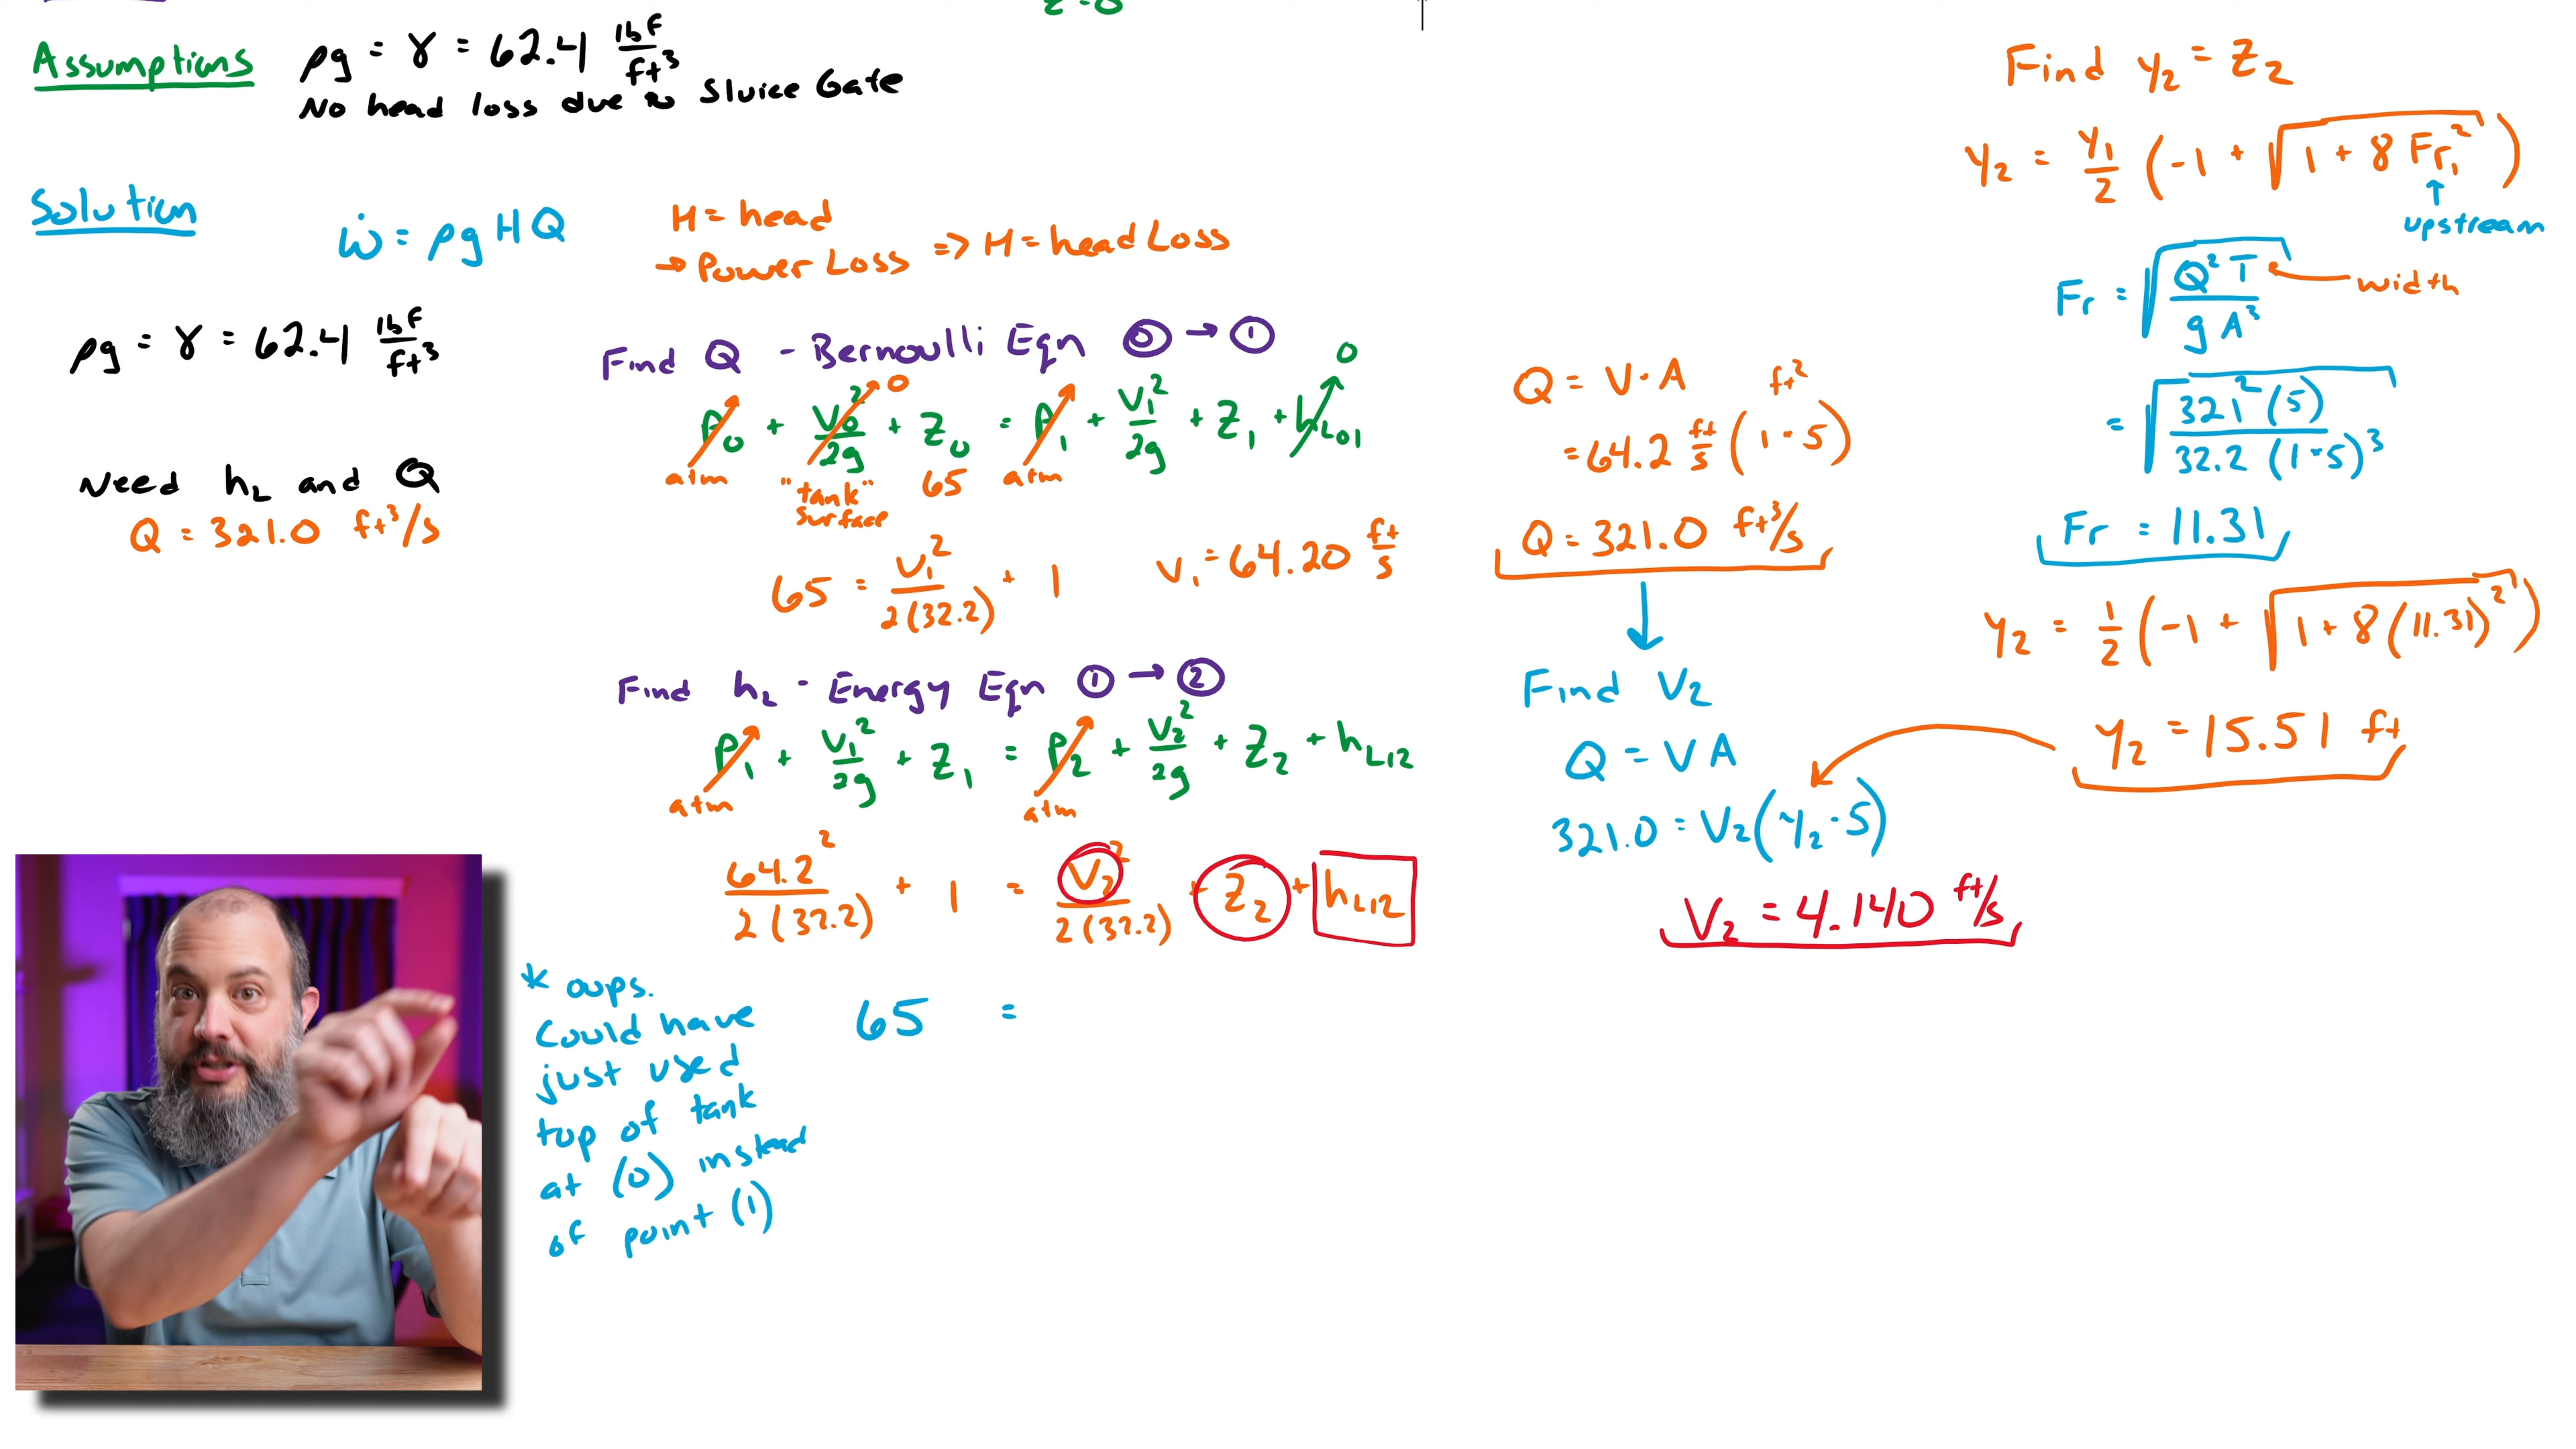 z=0
Assumptions ρg = γ = 62.4 lbf/ft³
No head loss due to Sluice Gate
Solution
ẇ = ρgHQ
H = head
→ Power Loss => H = head Loss
ρg = γ = 62.4 lbf/ft³
Need hL and Q
Q = 321.0 ft³/s
Find Q - Bernoulli Eqn ⓪ → ①
P0 + V0²/2g + Z0 = P1 + V1²/2g + Z1 + hL01
0
0
atm
"tank" surface
65
atm
65 = V1²/2(32.2) + 1
V1 = 64.20 ft/s
Find hL - Energy Eqn ① → ②
P1 + V1²/2g + Z1 = P2 + V2²/2g + Z2 + hL12
atm
atm
64.2²/2(32.2) + 1 = V2²/2(32.2) + Z2 + hL12
* oups.
Could have
just used
top of tank
at (0) instead
of point (1)
65 =
Q = V·A
ft²
= 64.2 ft/s (1·5)
Q = 321.0 ft³/s
Find V2
Q = VA
321.0 = V2(y2·5)
V2 = 4.140 ft/s
Find y2 = Z2
y2 = y1/2 (-1 + √(1 + 8Fr1²))
upstream
Fr = √(Q²T/gA³)
width
= √(321²(5)/32.2(1·5)³)
Fr = 11.31
y2 = 1/2 (-1 + √(1 + 8(11.31)²))
y2 = 15.51 ft